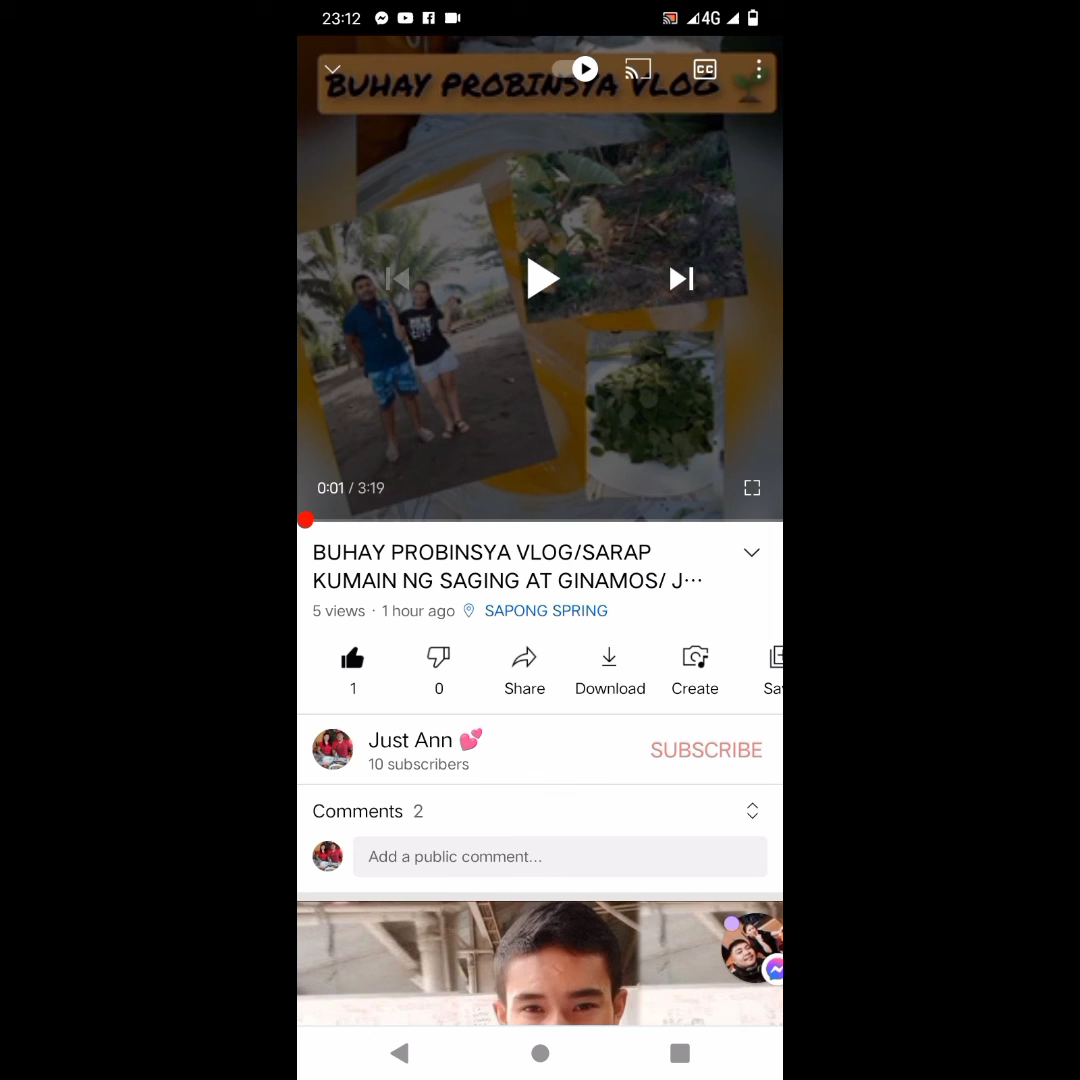 23:12
4G
BUHAY PROBINSYA VLOG
CC
0:01 / 3:19
BUHAY PROBINSYA VLOG/SARAP
KUMAIN NG SAGING AT GINAMOS/ J...
5 views · 1 hour ago SAPONG SPRING
1 0 Share Download Create Sav
Just Ann 💕
SUBSCRIBE
10 subscribers
Comments 2
Add a public comment...